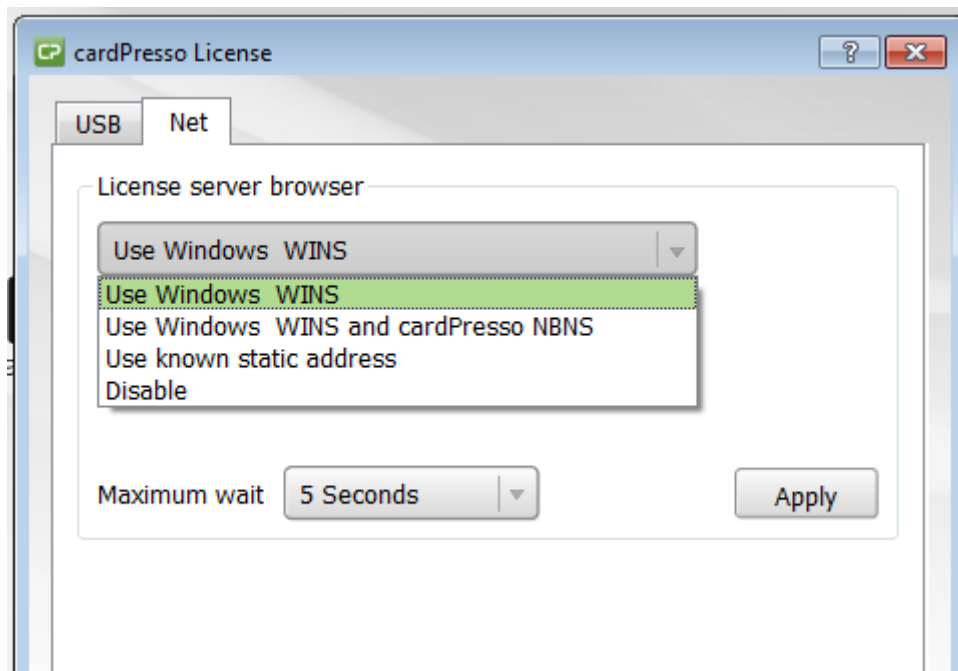 CP cardPresso License ?
USB Net
License server browser
Use Windows  WINS
Use Windows  WINS
Use Windows  WINS and cardPresso NBNS
Use known static address
Disable
Maximum wait 5 Seconds Apply